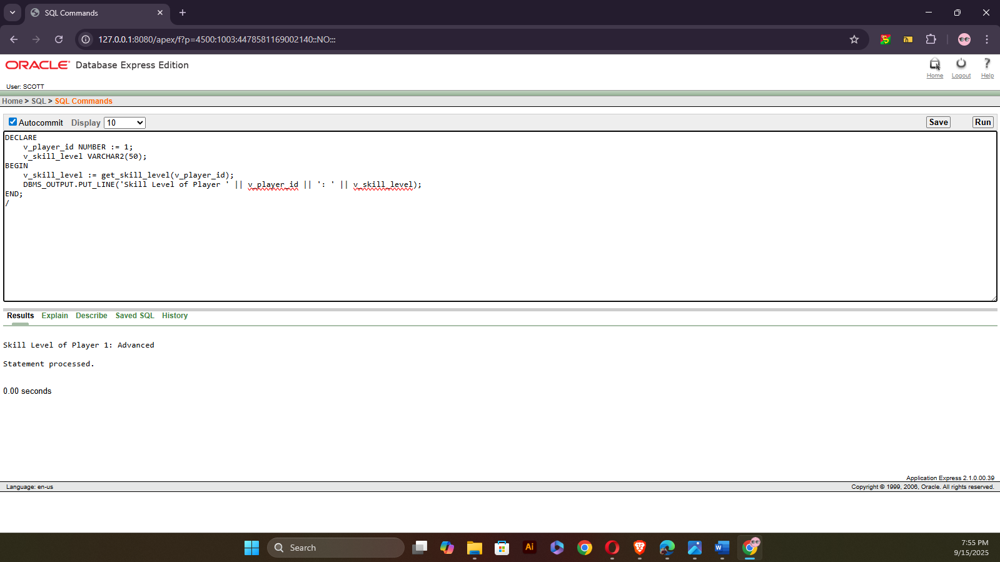 SQL Commands
127.0.0.1:8080/apex/f?p=4500:1003:4478581169002140::NO:::
ORACLE Database Express Edition
Home Logout Help
User: SCOTT
Home > SQL > SQL Commands
Autocommit Display 10 Save Run
DECLARE
    v_player_id NUMBER := 1;
    v_skill_level VARCHAR2(50);
BEGIN
    v_skill_level := get_skill_level(v_player_id);
    DBMS_OUTPUT.PUT_LINE('Skill Level of Player ' || v_player_id || ': ' || v_skill_level);
END;
/
Results Explain Describe Saved SQL History
Skill Level of Player 1: Advanced
Statement processed.
0.00 seconds
Application Express 2.1.0.00.39
Language: en-us Copyright © 1999, 2006, Oracle. All rights reserved.
Search
Ai
W
7:55 PM
9/15/2025